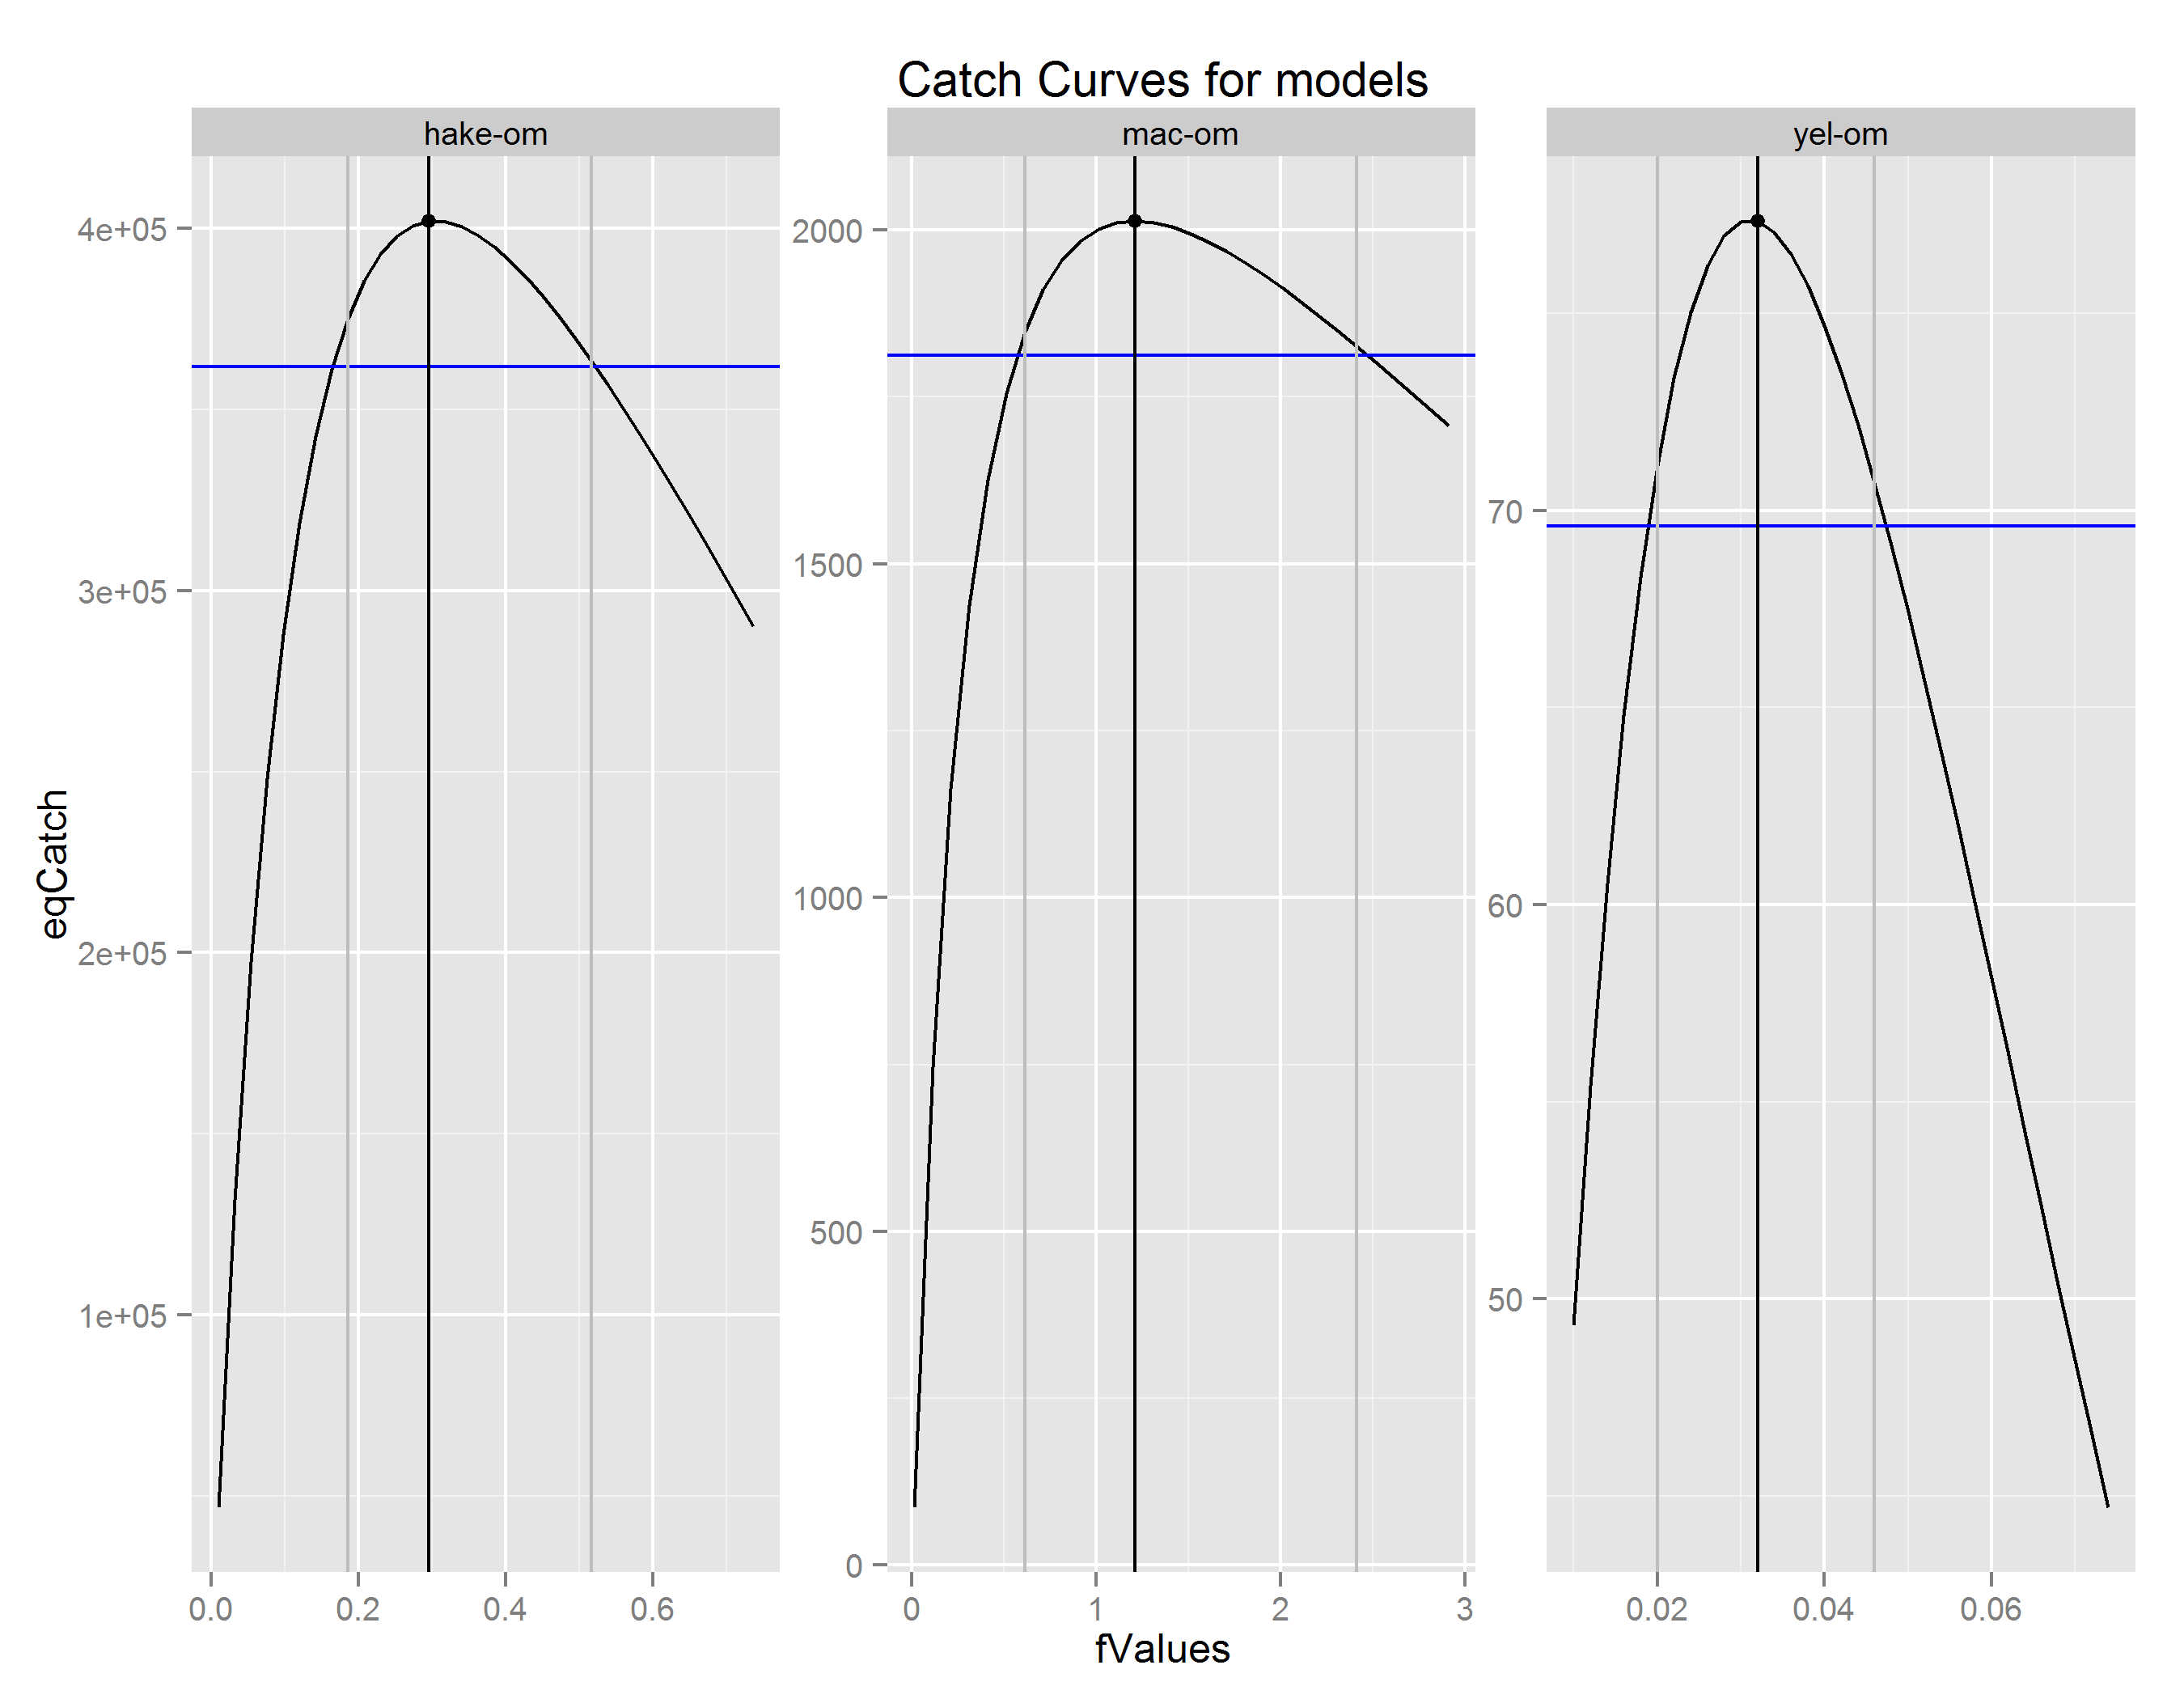 Catch Curves for models
hake-om
mac-om
yel-om
eqCatch
4e+05
3e+05
2e+05
1e+05
2000
1500
1000
500
0
70
60
50
0.0 0.2 0.4 0.6
0 1 2 3
0.02 0.04 0.06
fValues